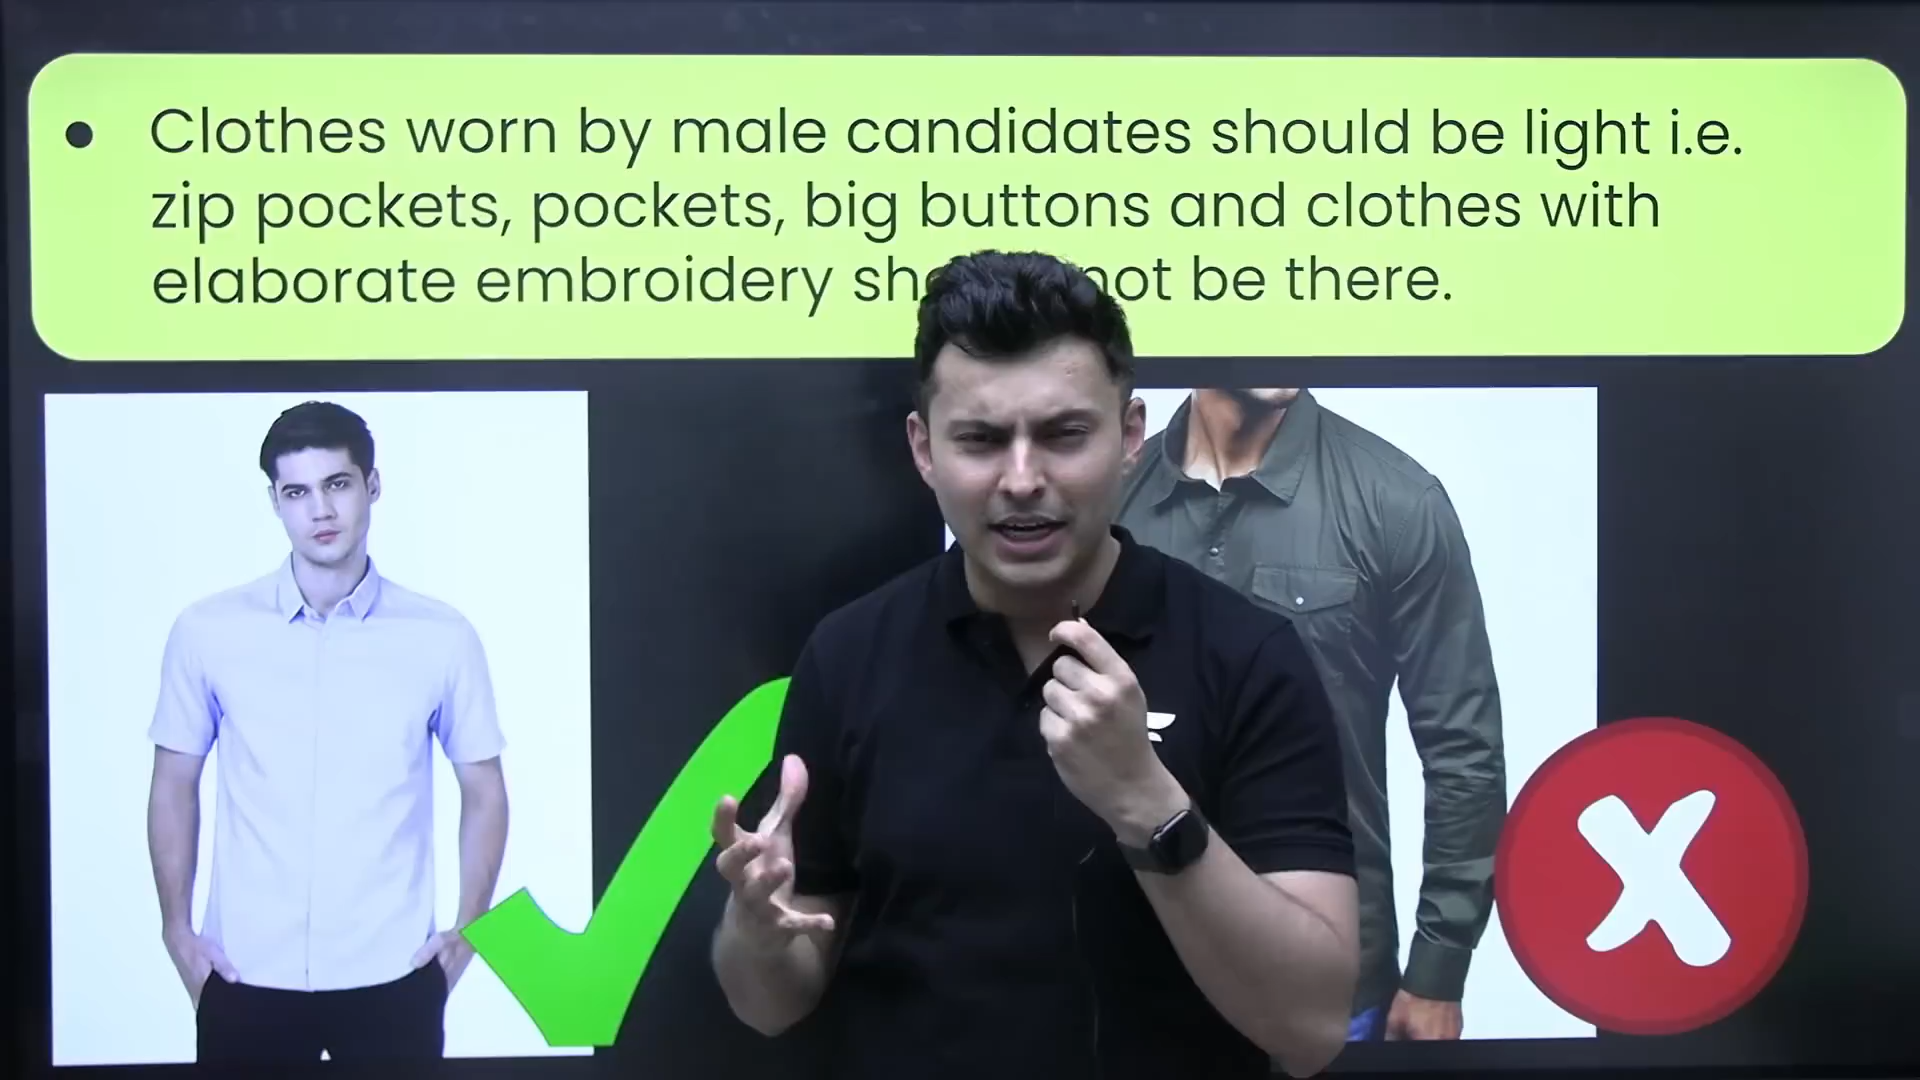 • Clothes worn by male candidates should be light i.e.
zip pockets, pockets, big buttons and clothes with
elaborate embroidery not be there.